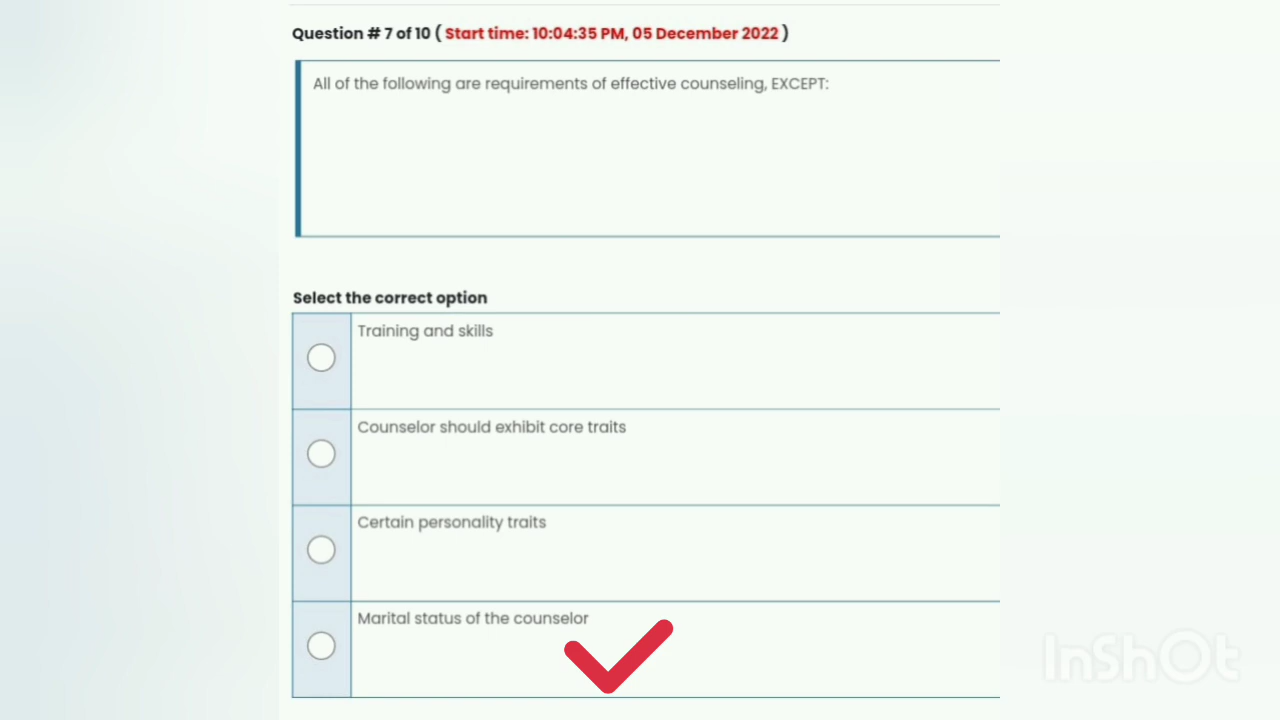 Question # 7 of 10 ( Start time: 10:04:35 PM, 05 December 2022 )
All of the following are requirements of effective counseling, EXCEPT:
Select the correct option
Training and skills
Counselor should exhibit core traits
Certain personality traits
Marital status of the counselor
InShOt